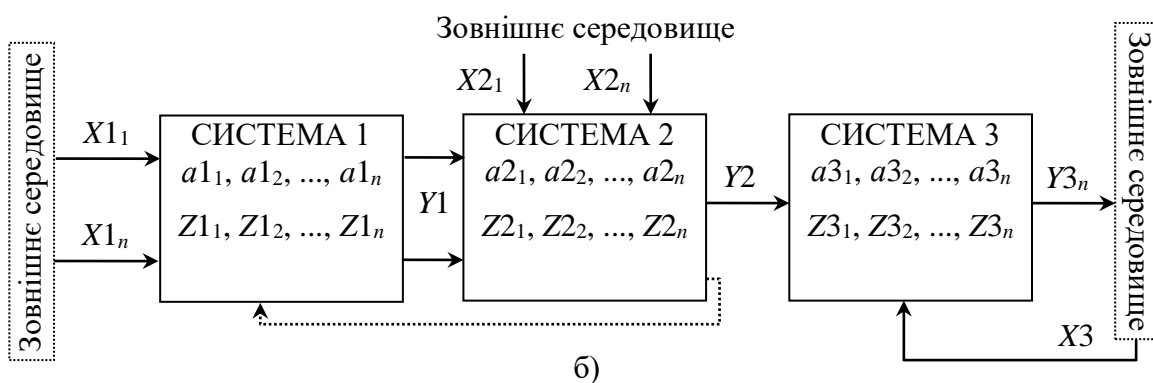 Зовнішнє середовище
Зовнішнє середовище
X1₁
X1ₙ
СИСТЕМА 1
a1₁, a1₂, ..., a1ₙ
Z1₁, Z1₂, ..., Z1ₙ
Y1
X2₁
X2ₙ
СИСТЕМА 2
a2₁, a2₂, ..., a2ₙ
Z2₁, Z2₂, ..., Z2ₙ
Y2
СИСТЕМА 3
a3₁, a3₂, ..., a3ₙ
Z3₁, Z3₂, ..., Z3ₙ
Y3ₙ
X3
Зовнішнє середовище
б)